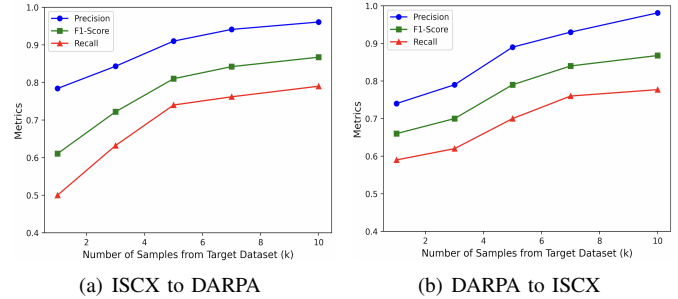 1.0
0.9
0.8
0.7
0.6
0.5
0.4
Metrics
Precision
F1-Score
Recall
2 4 6 8 10
Number of Samples from Target Dataset (k)
(a) ISCX to DARPA
1.0
0.9
0.8
0.7
0.6
0.5
0.4
Metrics
Precision
F1-Score
Recall
2 4 6 8 10
Number of Samples from Target Dataset (k)
(b) DARPA to ISCX